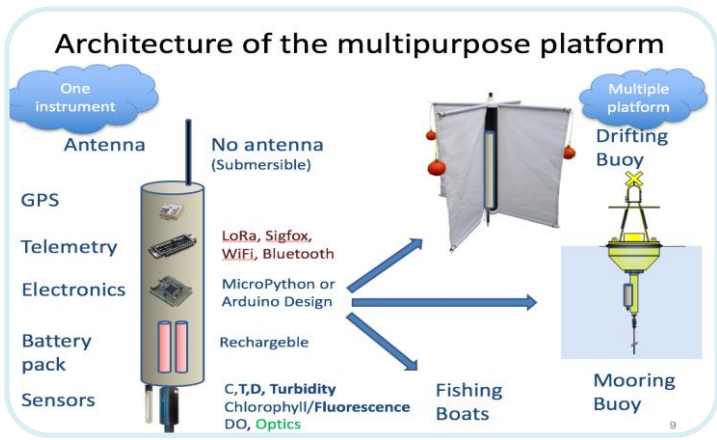 Architecture of the multipurpose platform
One
instrument
Multiple
platform
Antenna
No antenna
(Submersible)
Drifting
Buoy
GPS
Telemetry
LoRa, Sigfox,
WiFi, Bluetooth
Electronics
MicroPython or
Arduino Design
Battery
pack
Rechargeble
Sensors
C,T,D, Turbidity
Chlorophyll/Fluorescence
DO, Optics
Fishing
Boats
Mooring
Buoy
9